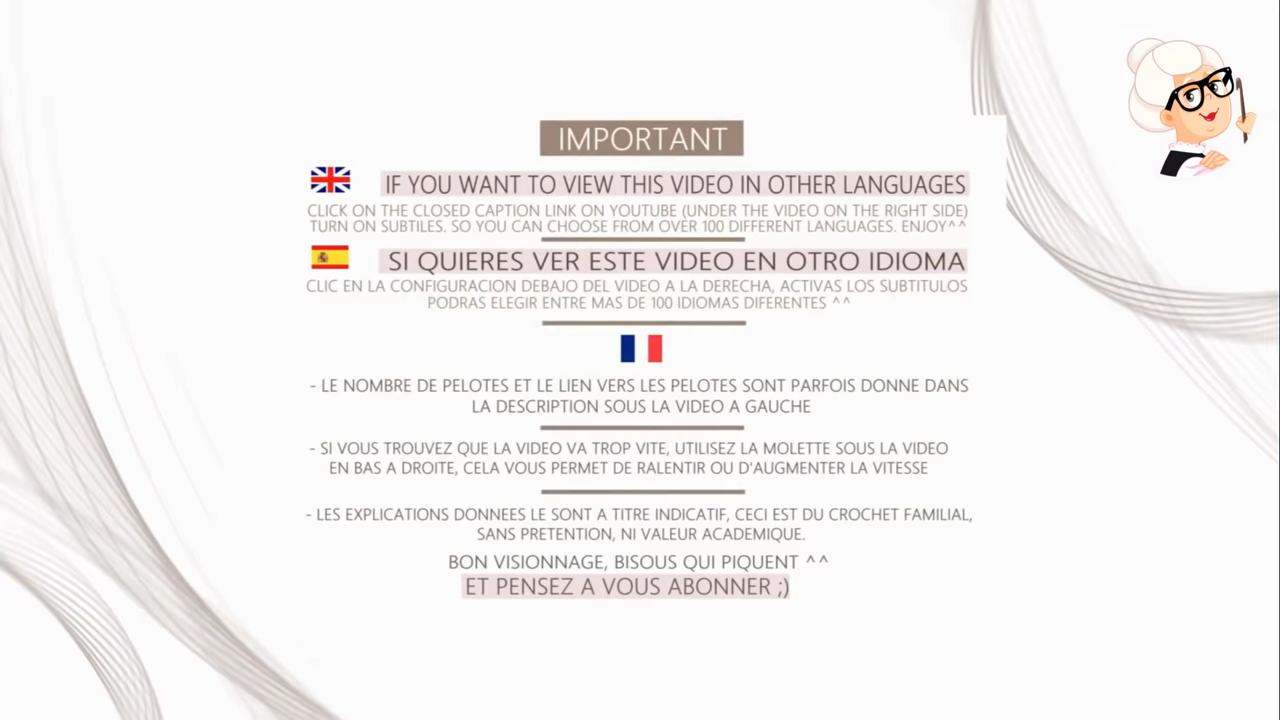 IMPORTANT
IF YOU WANT TO VIEW THIS VIDEO IN OTHER LANGUAGES
CLICK ON THE CLOSED CAPTION LINK ON YOUTUBE (UNDER THE VIDEO ON THE RIGHT SIDE)
TURN ON SUBTILES. SO YOU CAN CHOOSE FROM OVER 100 DIFFERENT LANGUAGES. ENJOY^^
SI QUIERES VER ESTE VIDEO EN OTRO IDIOMA
CLIC EN LA CONFIGURACION DEBAJO DEL VIDEO A LA DERECHA, ACTIVAS LOS SUBTITULOS
PODRAS ELEGIR ENTRE MAS DE 100 IDIOMAS DIFERENTES ^^
- LE NOMBRE DE PELOTES ET LE LIEN VERS LES PELOTES SONT PARFOIS DONNE DANS
LA DESCRIPTION SOUS LA VIDEO A GAUCHE
- SI VOUS TROUVEZ QUE LA VIDEO VA TROP VITE, UTILISEZ LA MOLETTE SOUS LA VIDEO
EN BAS A DROITE, CELA VOUS PERMET DE RALENTIR OU D'AUGMENTER LA VITESSE
- LES EXPLICATIONS DONNEES LE SONT A TITRE INDICATIF, CECI EST DU CROCHET FAMILIAL,
SANS PRETENTION, NI VALEUR ACADEMIQUE.
BON VISIONNAGE, BISOUS QUI PIQUENT ^^
ET PENSEZ A VOUS ABONNER ;)